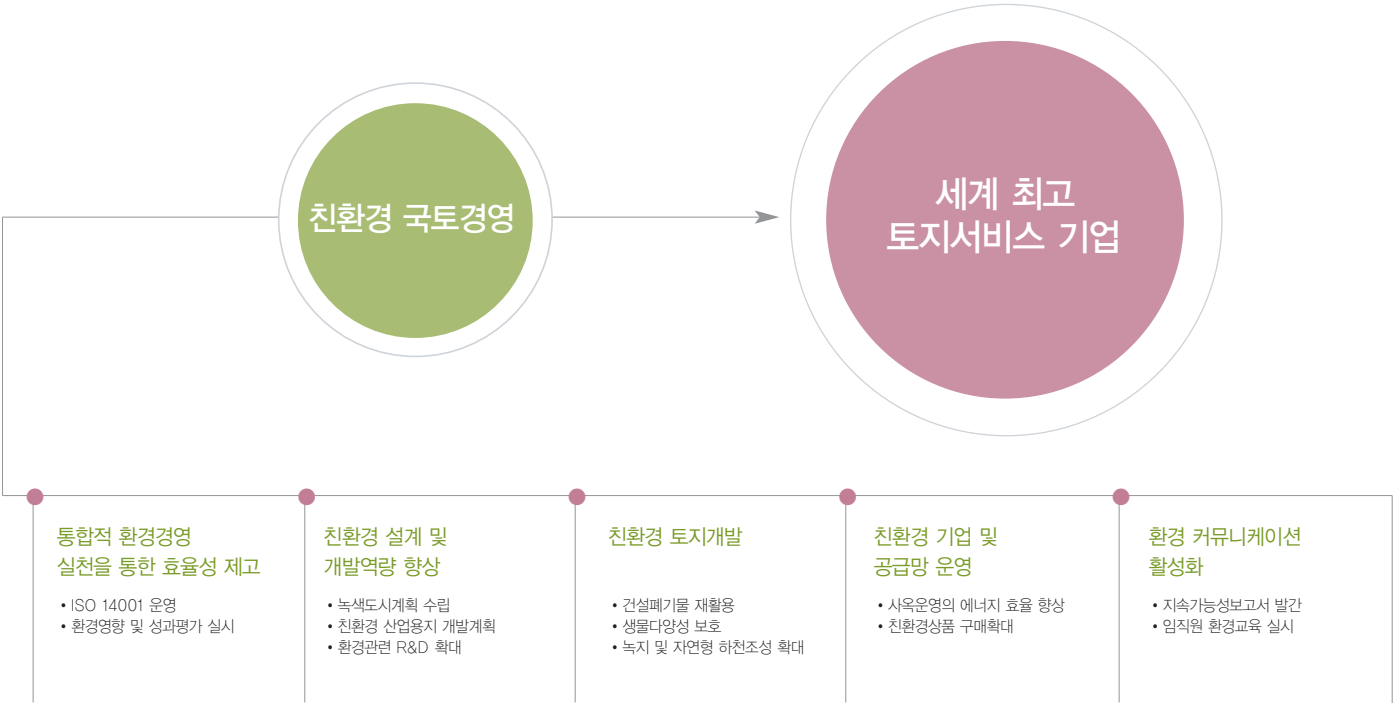 친환경 국토경영
세계 최고
토지서비스 기업
통합적 환경경영
실천을 통한 효율성 제고
• ISO 14001 운영
• 환경영향 및 성과평가 실시
친환경 설계 및
개발역량 향상
• 녹색도시계획 수립
• 친환경 산업용지 개발계획
• 환경관련 R&D 확대
친환경 토지개발
• 건설폐기물 재활용
• 생물다양성 보호
• 녹지 및 자연형 하천조성 확대
친환경 기업 및
공급망 운영
• 사옥운영의 에너지 효율 향상
• 친환경상품 구매확대
환경 커뮤니케이션
활성화
• 지속가능성보고서 발간
• 임직원 환경교육 실시